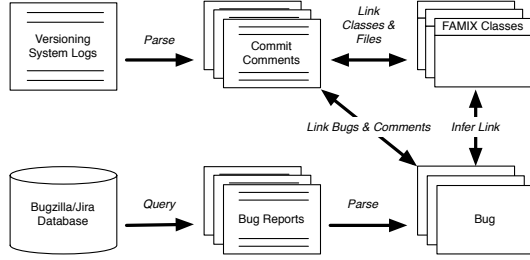 Versioning
System Logs
Parse
Commit
Comments
Link
Classes &
Files
FAMIX Classes
Link Bugs & Comments
Infer Link
Bugzilla/Jira
Database
Query
Bug Reports
Parse
Bug